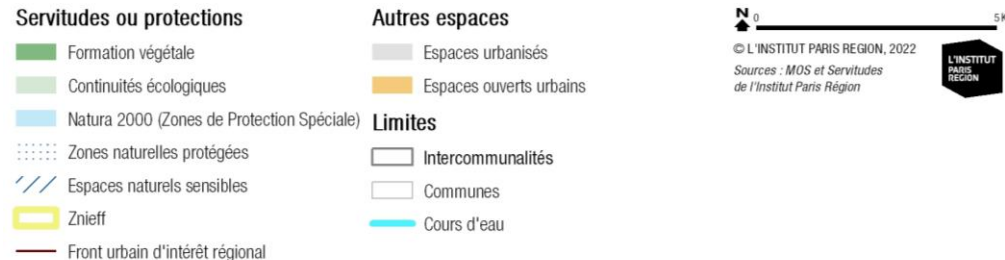 Servitudes ou protections
Formation végétale
Continuités écologiques
Natura 2000 (Zones de Protection Spéciale)
Zones naturelles protégées
Espaces naturels sensibles
Znieff
Front urbain d'intérêt régional
Autres espaces
Espaces urbanisés
Espaces ouverts urbains
Limites
Intercommunalités
Communes
Cours d'eau
N
0 5 K
© L'INSTITUT PARIS REGION, 2022
Sources : MOS et Servitudes
de l'Institut Paris Région
L'INSTITUT
PARIS
REGION